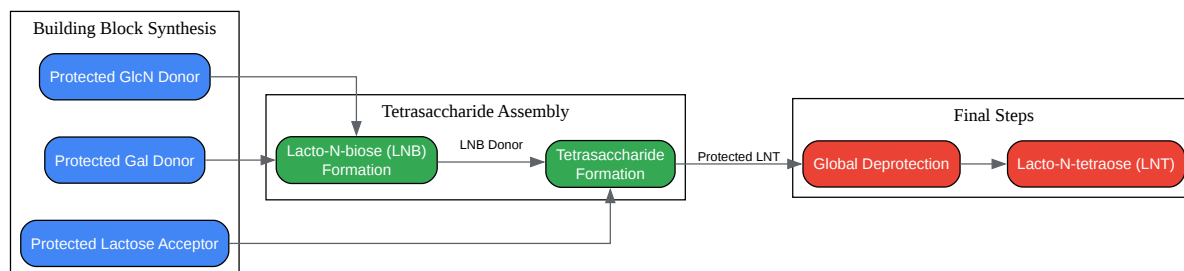 Building Block Synthesis
Protected GlcN Donor
Protected Gal Donor
Protected Lactose Acceptor
Tetrasaccharide Assembly
Lacto-N-biose (LNB)
Formation
LNB Donor
Tetrasaccharide
Formation
Protected LNT
Final Steps
Global Deprotection
Lacto-N-tetraose (LNT)